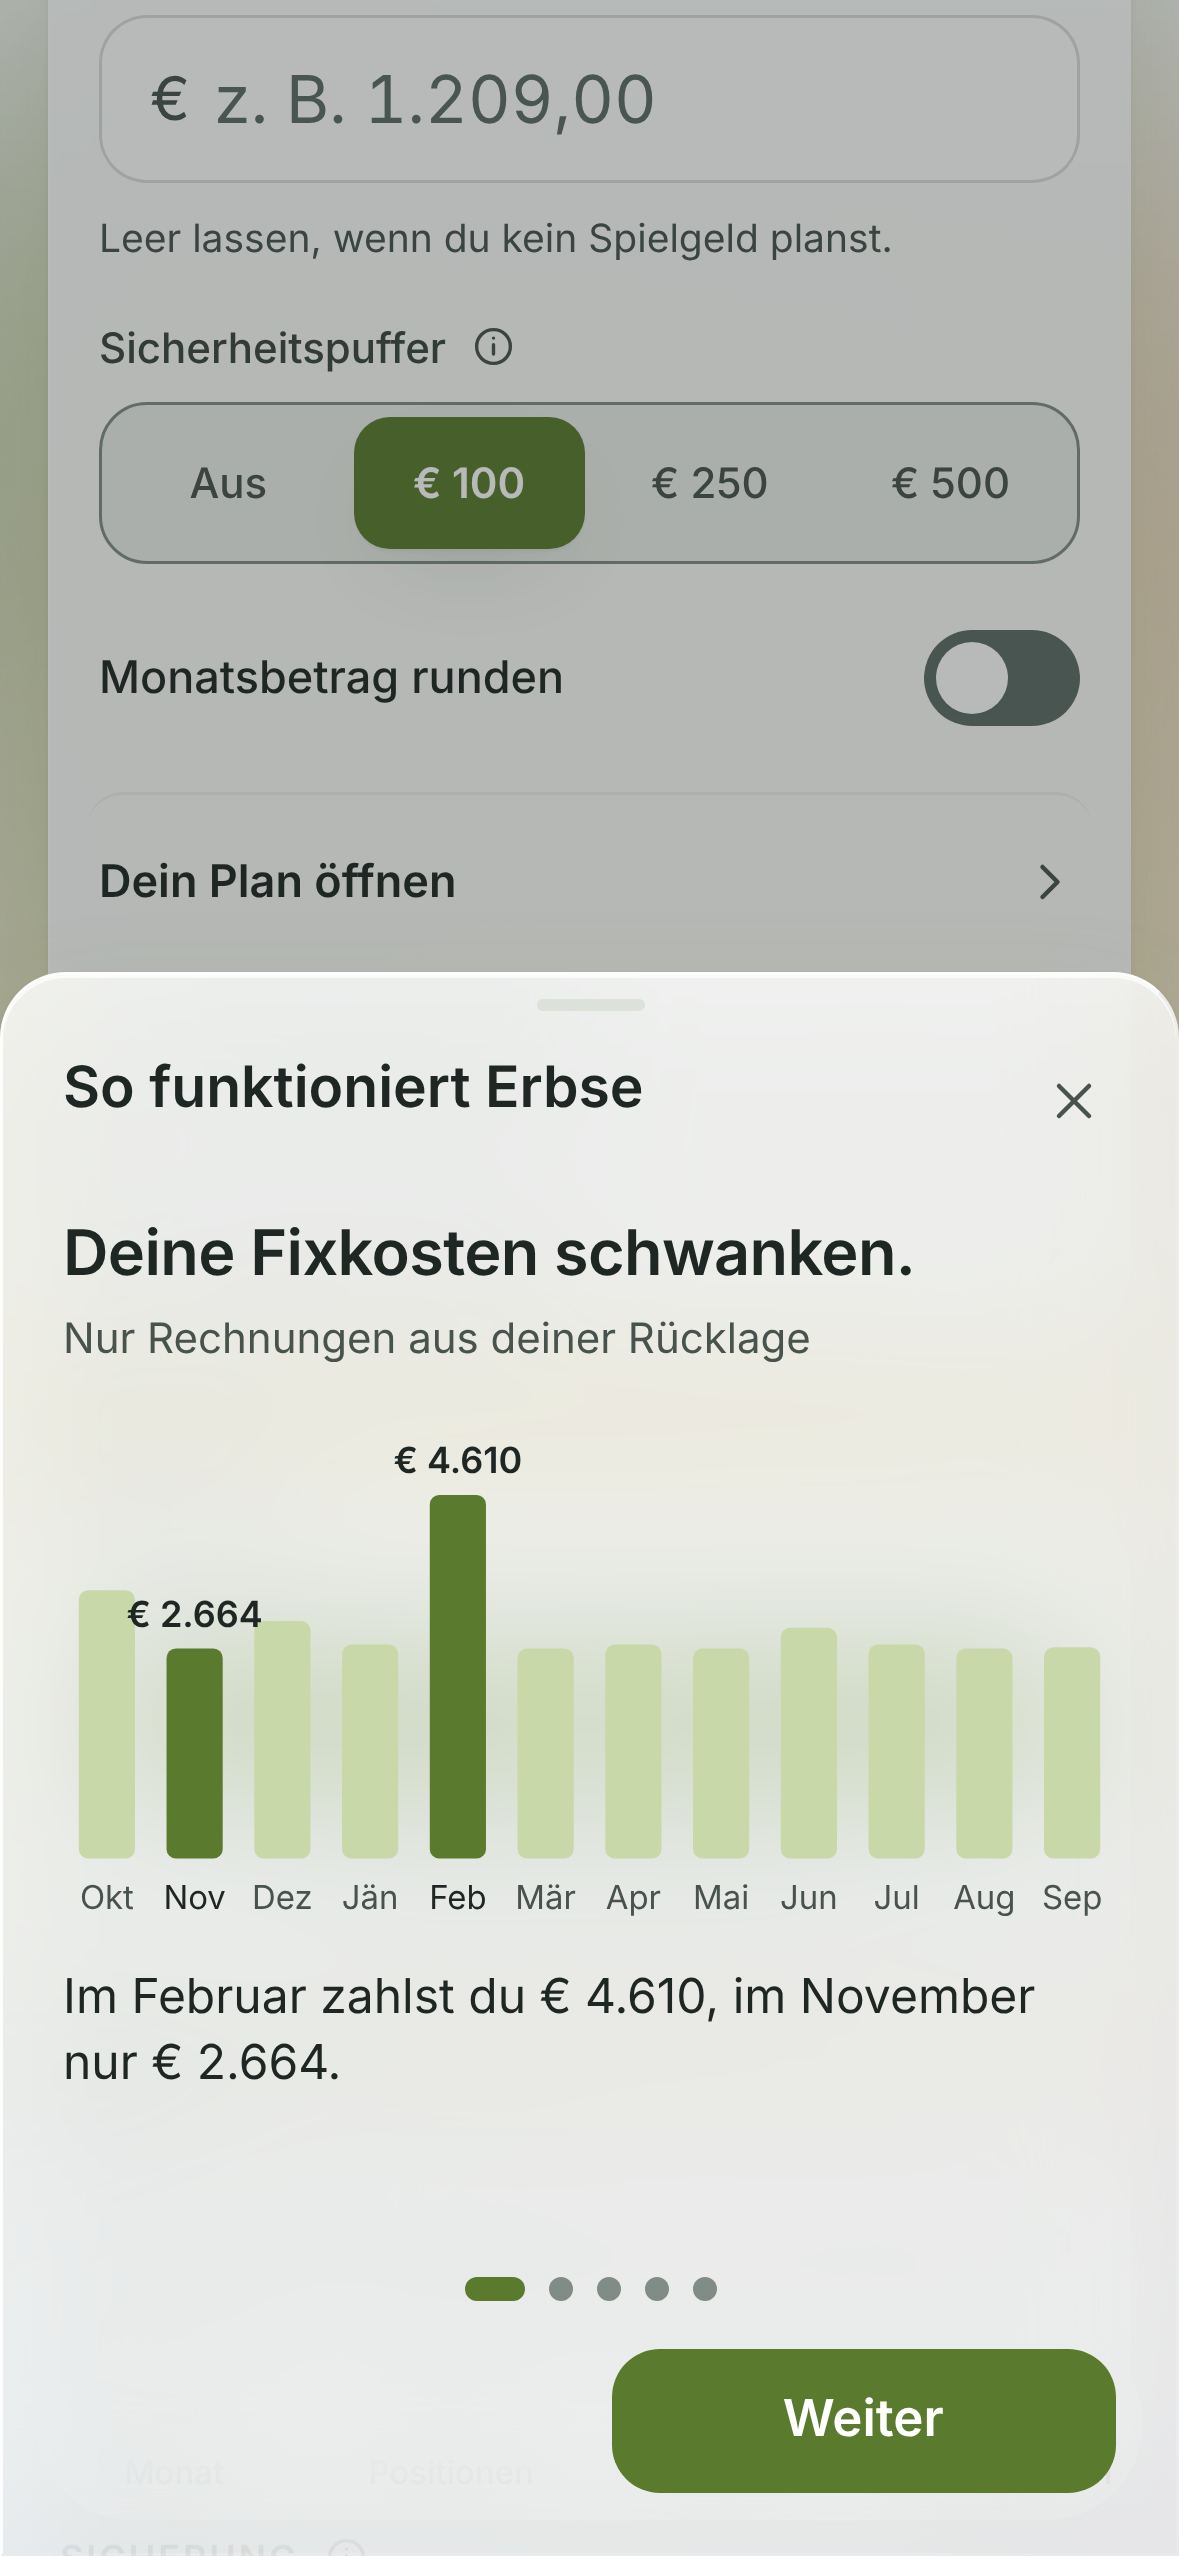 € z. B. 1.209,00
Leer lassen, wenn du kein Spielgeld planst.
Sicherheitspuffer
Aus € 100 € 250 € 500
Monatsbetrag runden
Dein Plan öffnen
So funktioniert Erbse
Deine Fixkosten schwanken.
Nur Rechnungen aus deiner Rücklage
€ 4.610
€ 2.664
Okt Nov Dez Jän Feb Mär Apr Mai Jun Jul Aug Sep
Im Februar zahlst du € 4.610, im November
nur € 2.664.
Weiter
Monat Positionen
SICHERUNG